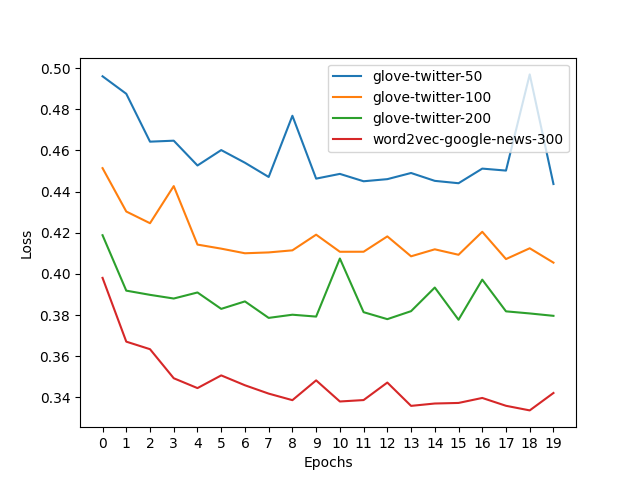 0.50
0.48
0.46
0.44
0.42
0.40
0.38
0.36
0.34
Loss
glove-twitter-50
glove-twitter-100
glove-twitter-200
word2vec-google-news-300
0 1 2 3 4 5 6 7 8 9 10 11 12 13 14 15 16 17 18 19
Epochs